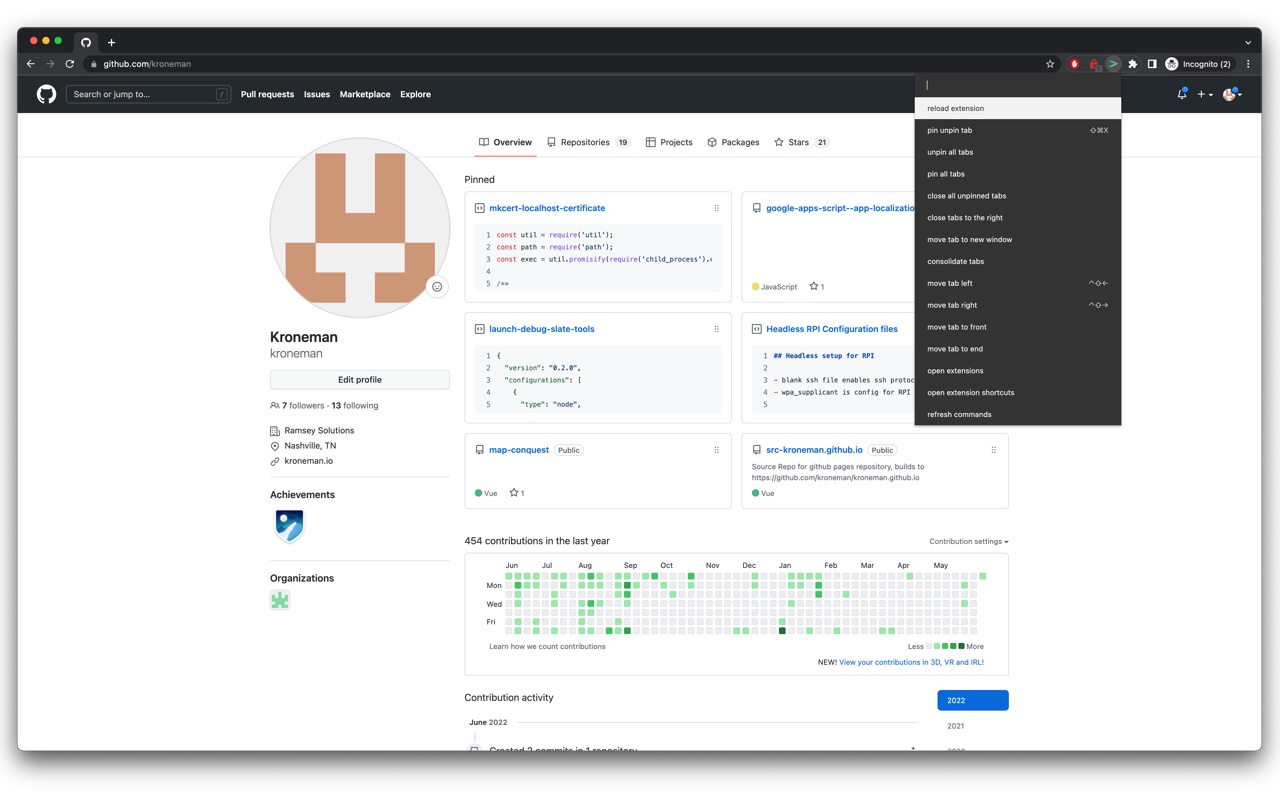 github.com/kroneman
Incognito (2)
Search or jump to...
/
Pull requests
Issues
Marketplace
Explore
reload extension
pin unpin tab ⇧⌘X
unpin all tabs
pin all tabs
close all unpinned tabs
close tabs to the right
move tab to new window
consolidate tabs
move tab left ^⇧←
move tab right ^⇧→
move tab to front
move tab to end
open extensions
open extension shortcuts
refresh commands
Overview
Repositories 19
Projects
Packages
Stars 21
Kroneman
kroneman
Edit profile
7 followers · 13 following
Ramsey Solutions
Nashville, TN
kroneman.io
Achievements
Organizations
Pinned
mkcert-localhost-certificate
1 const util = require('util');
2 const path = require('path');
3 const exec = util.promisify(require('child_process').
4
5 /**
google-apps-script--app-localizatio
JavaScript 1
launch-debug-slate-tools
1 {
2 "version": "0.2.0",
3 "configurations": [
4 {
5 "type": "node",
Headless RPI Configuration files
1 ## Headless setup for RPI
2
3 - blank ssh file enables ssh protoc
4 - wpa_supplicant is config for RPI
5
map-conquest Public
Vue 1
src-kroneman.github.io Public
Source Repo for github pages repository, builds to
https://github.com/kroneman/kroneman.github.io
Vue
454 contributions in the last year
Contribution settings
Jun Jul Aug Sep Oct Nov Dec Jan Feb Mar Apr May
Mon
Wed
Fri
Learn how we count contributions
Less More
NEW! View your contributions in 3D, VR and IRL!
Contribution activity
2022
2021
June 2022
Created 2 commits in 1 repository